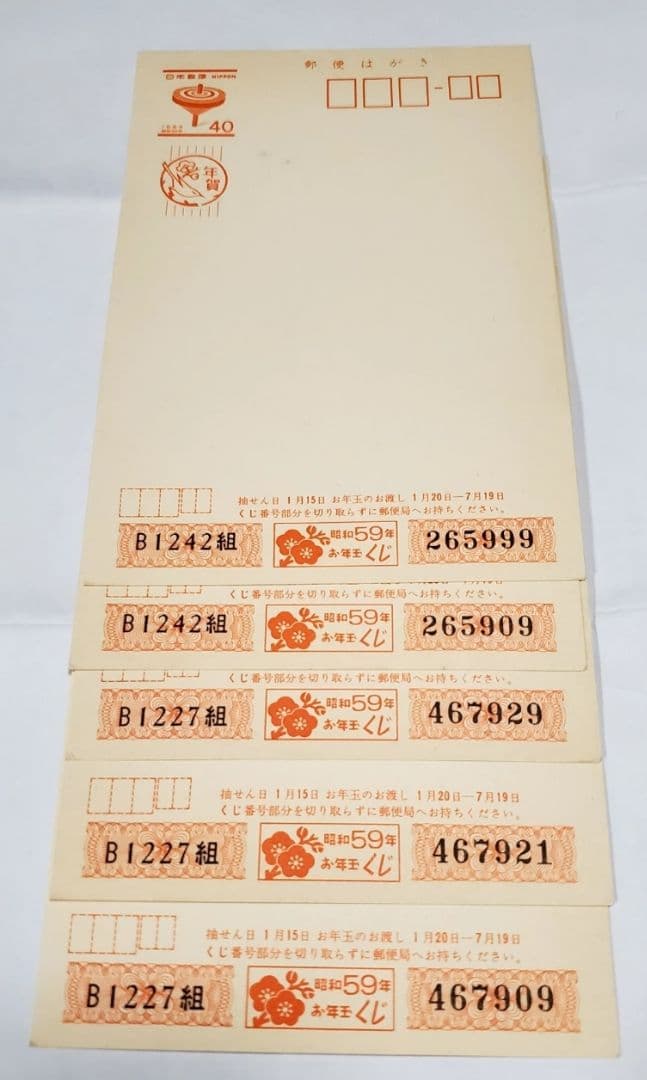 郵便はがき
日本郵便 NIPPON
40
年賀
抽せん日 1月15日 お年玉のお渡し 1月20日—7月19日
くじ番号部分を切り取らずに郵便局へお持ちください。
B1242組 昭和59年 お年玉くじ 265999
くじ番号部分を切り取らずに郵便局へお持ちください。
B1242組 昭和59年 お年玉くじ 265909
くじ番号部分を切り取らずに郵便局へお持ちください。
B1227組 昭和59年 お年玉くじ 467929
抽せん日 1月15日 お年玉のお渡し 1月20日—7月19日
くじ番号部分を切り取らずに郵便局へお持ちください。
B1227組 昭和59年 お年玉くじ 467921
抽せん日 1月15日 お年玉のお渡し 1月20日—7月19日
くじ番号部分を切り取らずに郵便局へお持ちください。
B1227組 昭和59年 お年玉くじ 467909